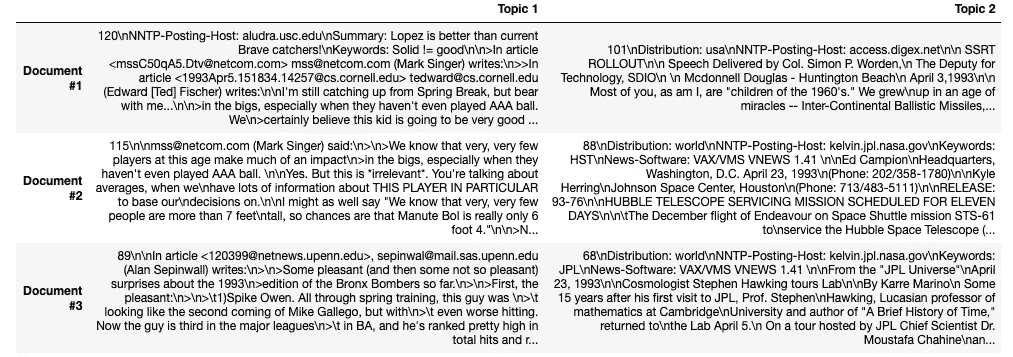 Topic 1
Topic 2
Document
#1
120\nNNTP-Posting-Host: aludra.usc.edu\nSummary: Lopez is better than current
Brave catchers!\nKeywords: Solid != good\n\n>In article
<mssC50qA5.Dtv@netcom.com> mss@netcom.com (Mark Singer) writes:\n>>In
article <1993Apr5.151834.14257@cs.cornell.edu> tedward@cs.cornell.edu
(Edward [Ted] Fischer) writes:\n\nI'm still catching up from Spring Break, but bear
with me...\n\n>in the bigs, especially when they haven't even played AAA ball.
We\n>certainly believe this kid is going to be very good ...
101\nDistribution: usa\nNNTP-Posting-Host: access.digex.net\n\n SSRT
ROLLOUT\n\n Speech Delivered by Col. Simon P. Worden,\n The Deputy for
Technology, SDIO\n \n Mcdonnell Douglas - Huntington Beach\n April 3,1993\n\n
Most of you, as am I, are "children of the 1960's." We grew\nup in an age of
miracles -- Inter-Continental Ballistic Missiles,...
Document
#2
115\n\nmss@netcom.com (Mark Singer) said:\n>\n>We know that very, very few
players at this age make much of an impact\n>in the bigs, especially when they
haven't even played AAA ball. \n\nYes. But this is *irrelevant*. You're talking about
averages, when we\nhave lots of information about THIS PLAYER IN PARTICULAR
to base our\ndecisions on.\n\nI might as well say "We know that very, very few
people are more than 7 feet\ntall, so chances are that Manute Bol is really only 6
foot 4."\n\n>N...
88\nDistribution: world\nNNTP-Posting-Host: kelvin.jpl.nasa.gov\nKeywords:
HST\nNews-Software: VAX/VMS VNEWS 1.41 \n\nEd Campion\nHeadquarters,
Washington, D.C. April 23, 1993\n(Phone: 202/358-1780)\n\nKyle
Herring\nJohnson Space Center, Houston\n(Phone: 713/483-5111)\n\nRELEASE:
93-76\n\nHUBBLE TELESCOPE SERVICING MISSION SCHEDULED FOR ELEVEN
DAYS\n\n\tThe December flight of Endeavour on Space Shuttle mission STS-61
to\nservice the Hubble Space Telescope (...
Document
#3
89\n\nIn article <120399@netnews.upenn.edu>, sepinwal@mail.sas.upenn.edu
(Alan Sepinwall) writes:\n>\n>Some pleasant (and then some not so pleasant)
surprises about the 1993\n>edition of the Bronx Bombers so far.\n>\n>First, the
pleasant:\n>\n>\t1)Spike Owen. All through spring training, this guy was \n>\t
looking like the second coming of Mike Gallego, but with\n>\t even worse hitting.
Now the guy is third in the major leagues\n>\t in BA, and he's ranked pretty high in
total hits and r...
68\nDistribution: world\nNNTP-Posting-Host: kelvin.jpl.nasa.gov\nKeywords:
JPL\nNews-Software: VAX/VMS VNEWS 1.41 \n\nFrom the "JPL Universe"\nApril
23, 1993\n\nCosmologist Stephen Hawking tours Lab\n\n\nBy Karre Marino\n Some
15 years after his first visit to JPL, Prof. Stephen\nHawking, Lucasian professor of
mathematics at Cambridge\nUniversity and author of "A Brief History of Time,"
returned to\nthe Lab April 5.\n On a tour hosted by JPL Chief Scientist Dr.
Moustafa Chahine\nan...